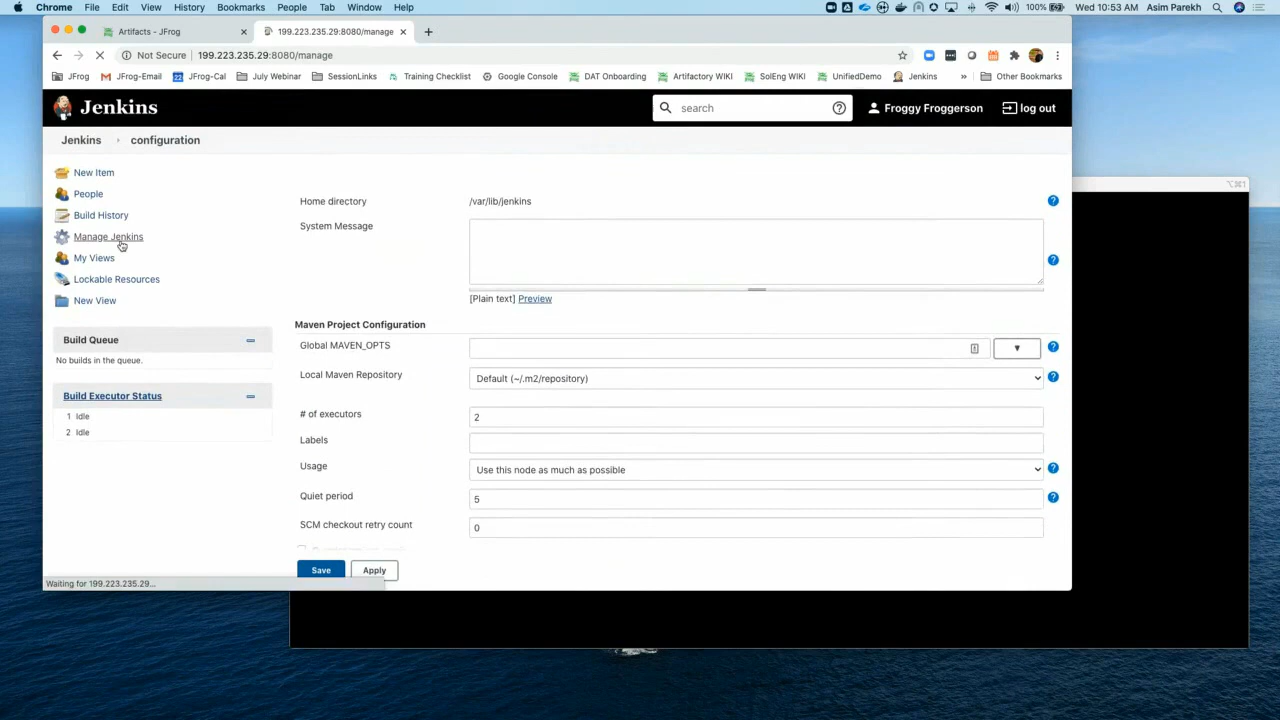 Chrome File Edit View History Bookmarks People Tab Window Help 100% Wed 10:53 AM Asim Parekh
Artifacts - JFrog
199.223.235.29:8080/manage
Not Secure 199.223.235.29:8080/manage
JFrog JFrog-Email JFrog-Cal July Webinar SessionLinks Training Checklist Google Console DAT Onboarding Artifactory WIKI SolEng WIKI UnifiedDemo Jenkins » Other Bookmarks
Jenkins search Froggy Froggerson log out
Jenkins configuration
New Item
People
Build History
Manage Jenkins
My Views
Lockable Resources
New View
Build Queue
No builds in the queue.
Build Executor Status
1 Idle
2 Idle
Home directory /var/lib/jenkins
System Message
[Plain text] Preview
Maven Project Configuration
Global MAVEN_OPTS
Local Maven Repository Default (~/.m2/repository)
# of executors 2
Labels
Usage Use this node as much as possible
Quiet period 5
SCM checkout retry count 0
Save Apply
Waiting for 199.223.235.29...
⌥⌘1